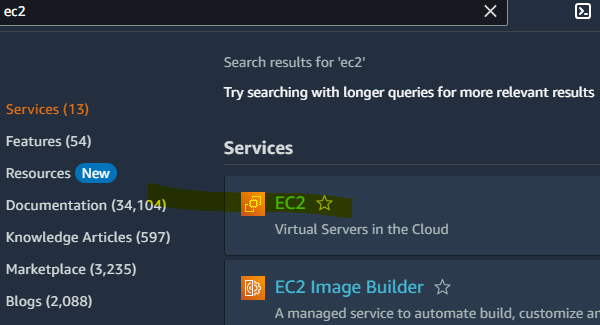 ec2
Search results for 'ec2'
Try searching with longer queries for more relevant results
Services (13)
Features (54)
Resources New
Documentation (34,104)
Knowledge Articles (597)
Marketplace (3,235)
Blogs (2,088)
Services
EC2
Virtual Servers in the Cloud
EC2 Image Builder
A managed service to automate build, customize